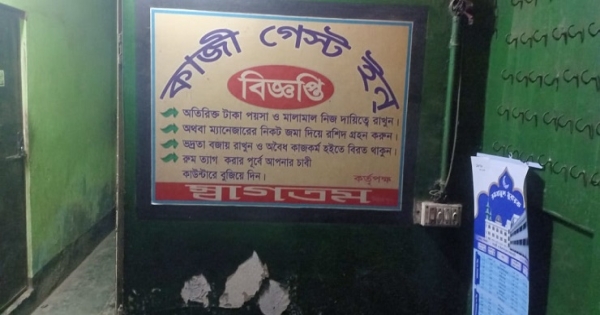 কাজী গেস্ট ইন
বিজ্ঞপ্তি
অতিরিক্ত টাকা পয়সা ও মালামাল নিজ দায়িত্বে রাখুন।
অথবা ম্যানেজারের নিকট জমা দিয়ে রশিদ গ্রহন করুন।
ভদ্রতা বজায় রাখুন ও অবৈধ কাজকর্ম হইতে বিরত থাকুন।
রুম ত্যাগ করার পূর্বে আপনার চাবী
কাউন্টারে বুজিয়ে দিন।
কর্তৃপক্ষ
স্বাগতম